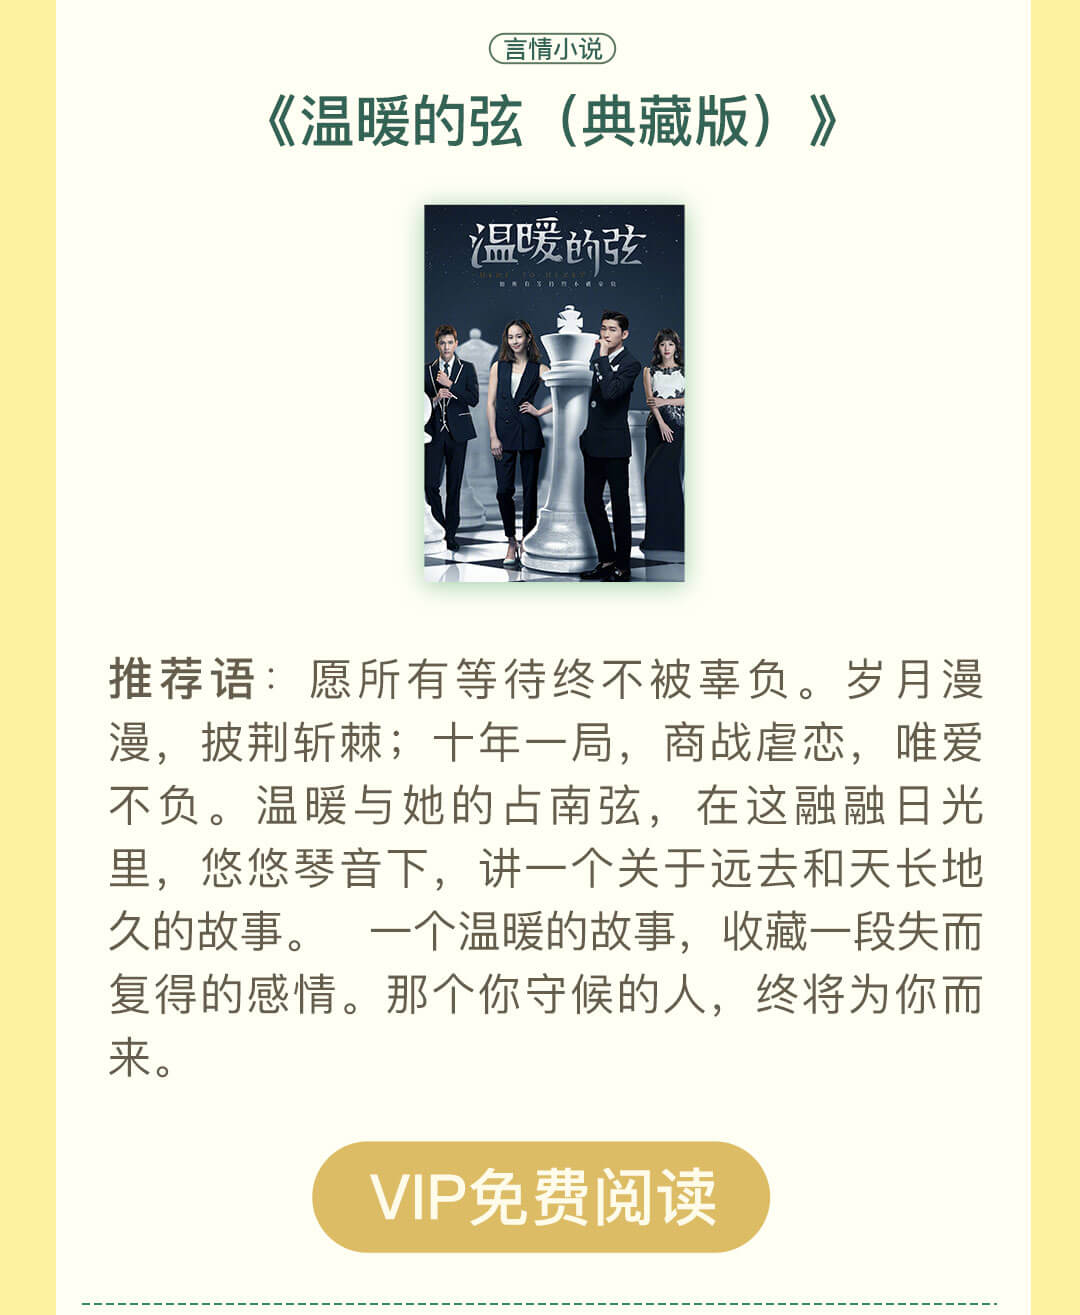 言情小说
《温暖的弦（典藏版）》
温暖的弦
推荐语：愿所有等待终不被辜负。岁月漫
漫，披荆斩棘；十年一局，商战虐恋，唯爱
不负。温暖与她的占南弦，在这融融日光
里，悠悠琴音下，讲一个关于远去和天长地
久的故事。 一个温暖的故事，收藏一段失而
复得的感情。那个你守候的人，终将为你而
来。
VIP免费阅读